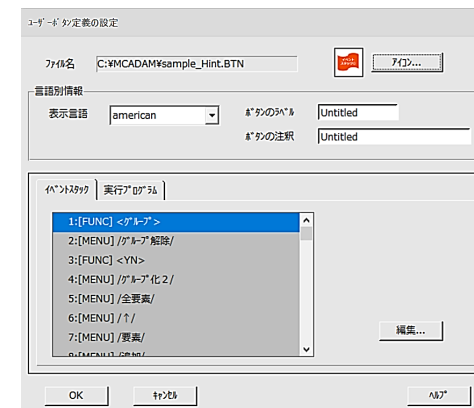 ﾕｰｻﾞｰﾎﾞﾀﾝ定義の設定
ﾌｧｲﾙ名 C:¥MCADAM¥sample_Hint.BTN ｱｲｺﾝ...
言語別情報
表示言語 american ﾎﾞﾀﾝのﾗﾍﾞﾙ Untitled
ﾎﾞﾀﾝの注釈 Untitled
ｲﾍﾞﾝﾄｽﾀｯｸ 実行ﾌﾟﾛｸﾞﾗﾑ
1:[FUNC] <ｸﾞﾙｰﾌﾟ>
2:[MENU] /ｸﾞﾙｰﾌﾟ解除/
3:[FUNC] <YN>
4:[MENU] /ｸﾞﾙｰﾌﾟ化２/
5:[MENU] /全要素/
6:[MENU] /↑/
7:[MENU] /要素/
8:[MENU] /追加/
編集...
OK ｷｬﾝｾﾙ ﾍﾙﾌﾟ